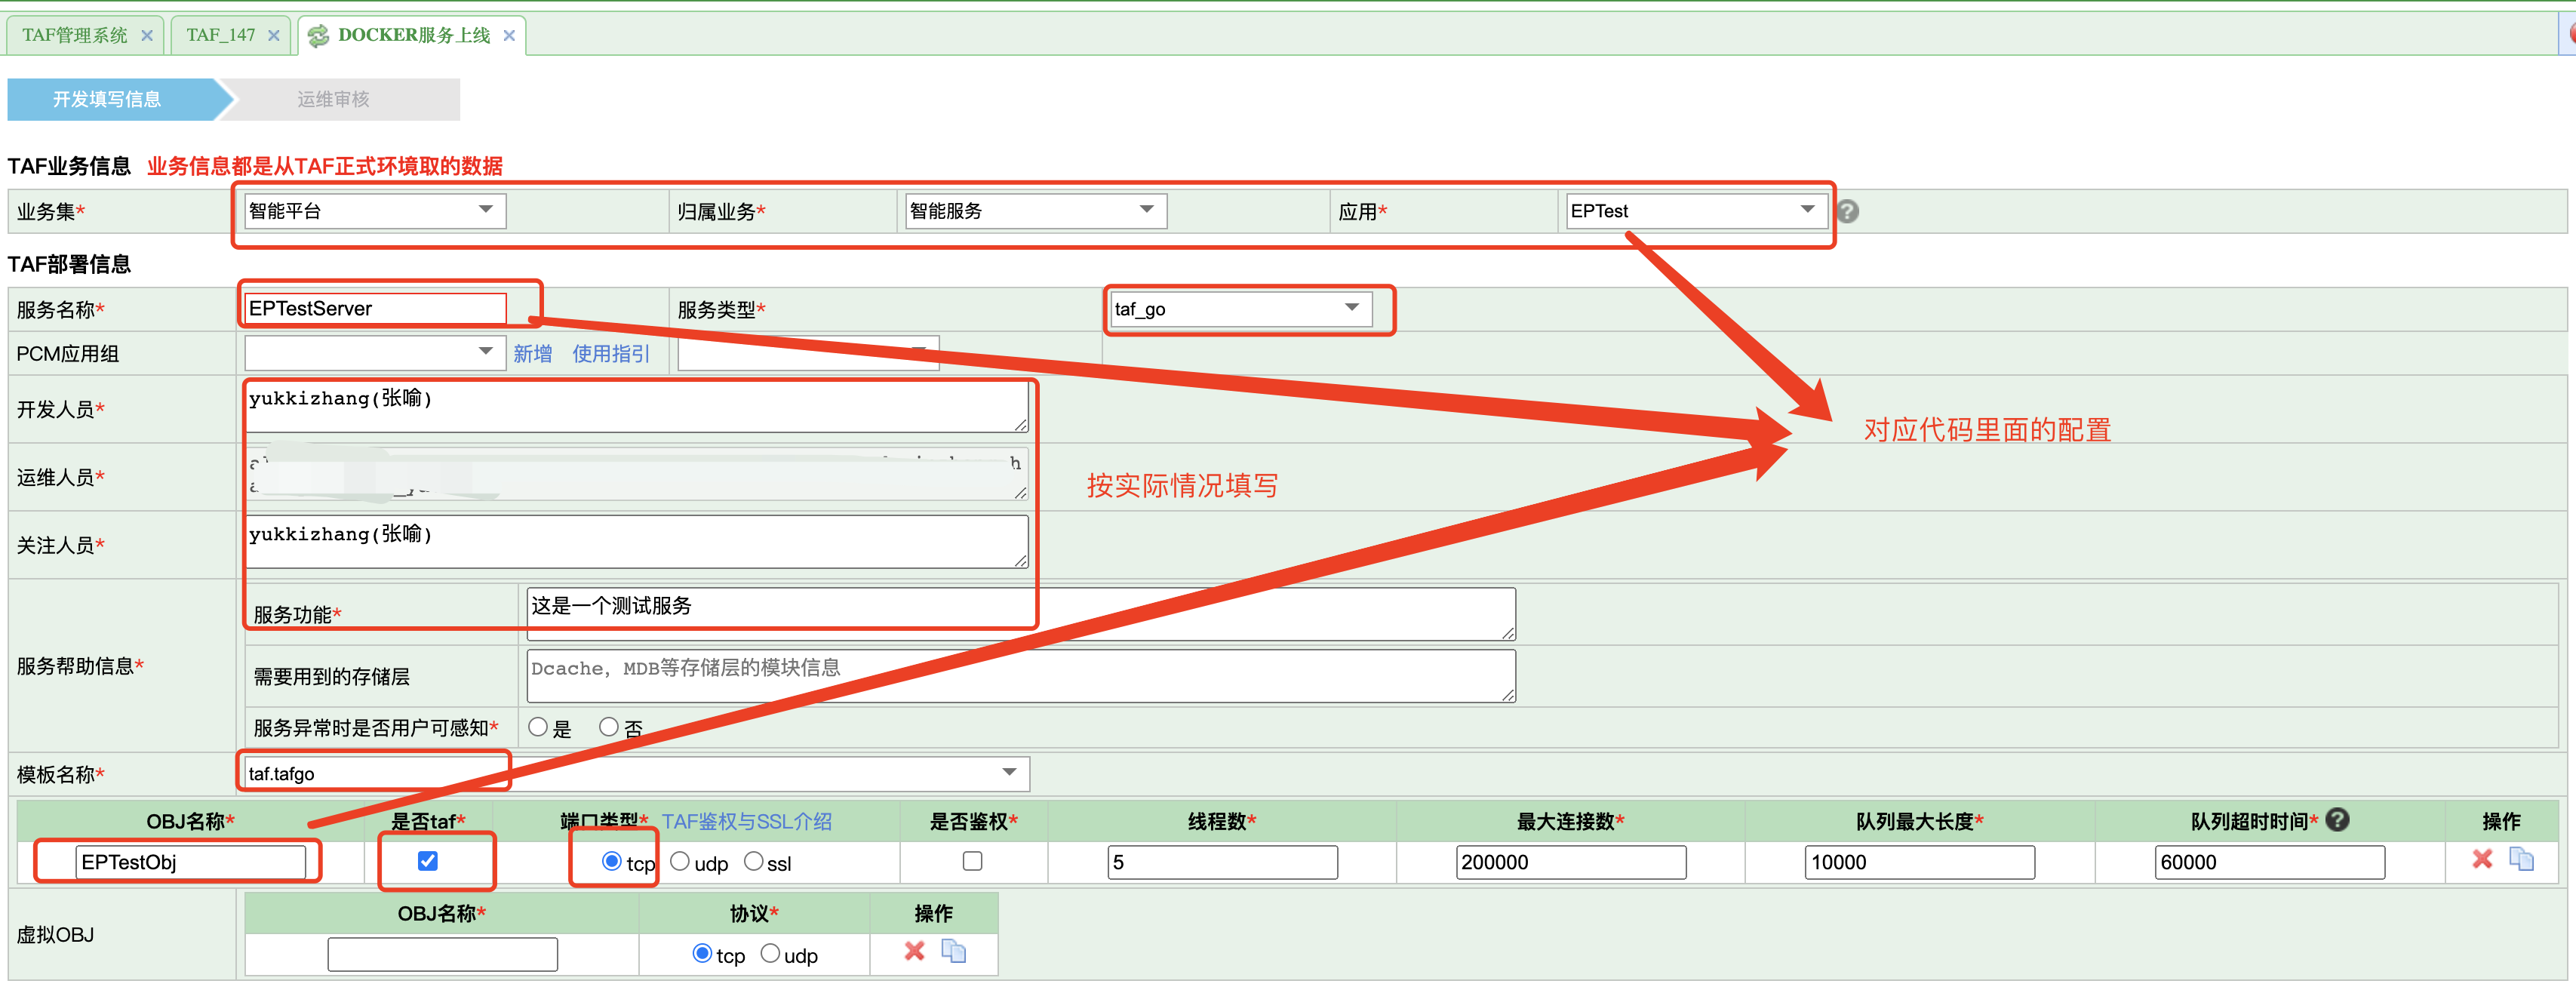 TAF管理系统 TAF_147 DOCKER服务上线
开发填写信息 运维审核
TAF业务信息 业务信息都是从TAF正式环境取的数据
业务集* 智能平台 归属业务* 智能服务 应用* EPTest
TAF部署信息
服务名称* EPTestServer 服务类型* taf_go
PCM应用组 新增 使用指引
开发人员* yukkizhang(张喻)
对应代码里面的配置
运维人员*
按实际情况填写
关注人员* yukkizhang(张喻)
服务帮助信息*
服务功能* 这是一个测试服务
需要用到的存储层 Dcache, MDB等存储层的模块信息
服务异常时是否用户可感知* 是 否
模板名称* taf.tafgo
OBJ名称* 是否taf* 端口类型* TAF鉴权与SSL介绍 是否鉴权* 线程数* 最大连接数* 队列最大长度* 队列超时时间* 操作
EPTestObj tcp udp ssl 5 200000 10000 60000
虚拟OBJ
OBJ名称* 协议* 操作
tcp udp